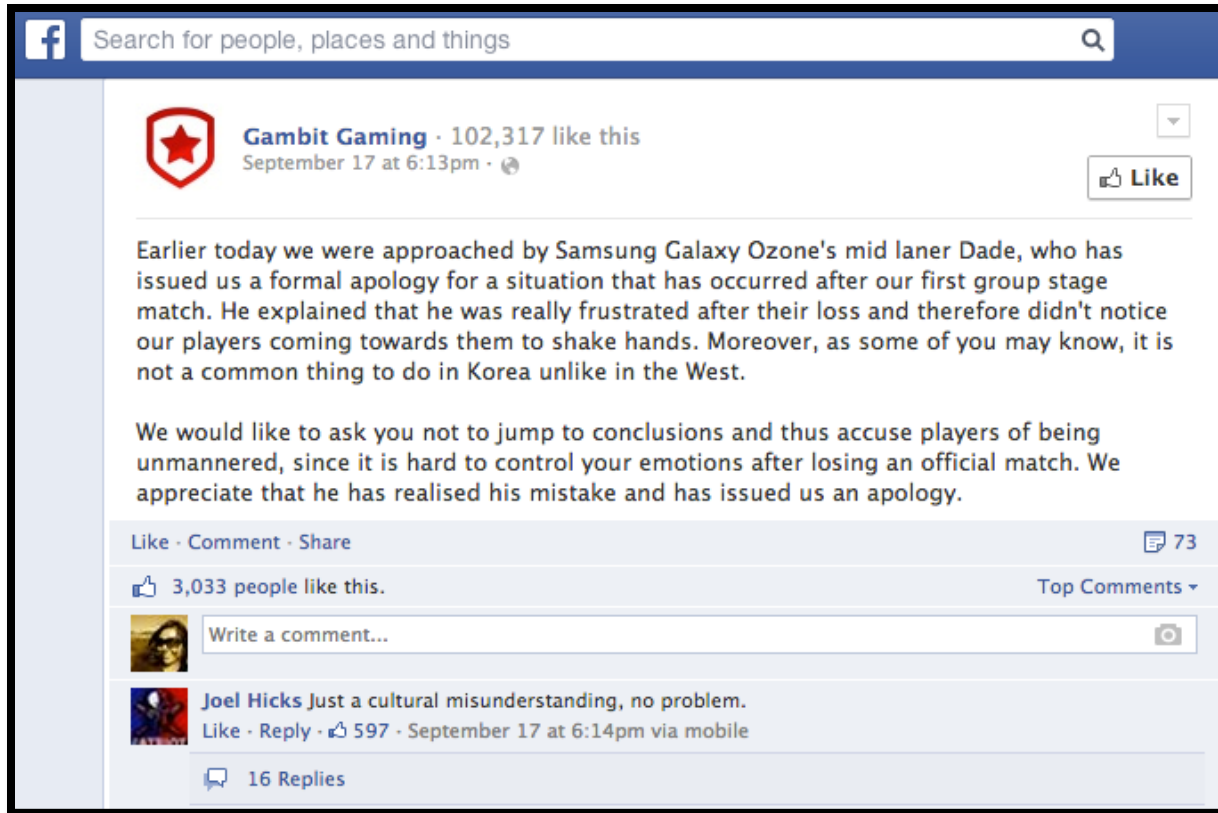 f
Search for people, places and things
Gambit Gaming · 102,317 like this
September 17 at 6:13pm ·
Like
Earlier today we were approached by Samsung Galaxy Ozone's mid laner Dade, who has
issued us a formal apology for a situation that has occurred after our first group stage
match. He explained that he was really frustrated after their loss and therefore didn't notice
our players coming towards them to shake hands. Moreover, as some of you may know, it is
not a common thing to do in Korea unlike in the West.
We would like to ask you not to jump to conclusions and thus accuse players of being
unmannered, since it is hard to control your emotions after losing an official match. We
appreciate that he has realised his mistake and has issued us an apology.
Like · Comment · Share 73
3,033 people like this. Top Comments
Write a comment...
Joel Hicks Just a cultural misunderstanding, no problem.
Like · Reply · 597 · September 17 at 6:14pm via mobile
16 Replies